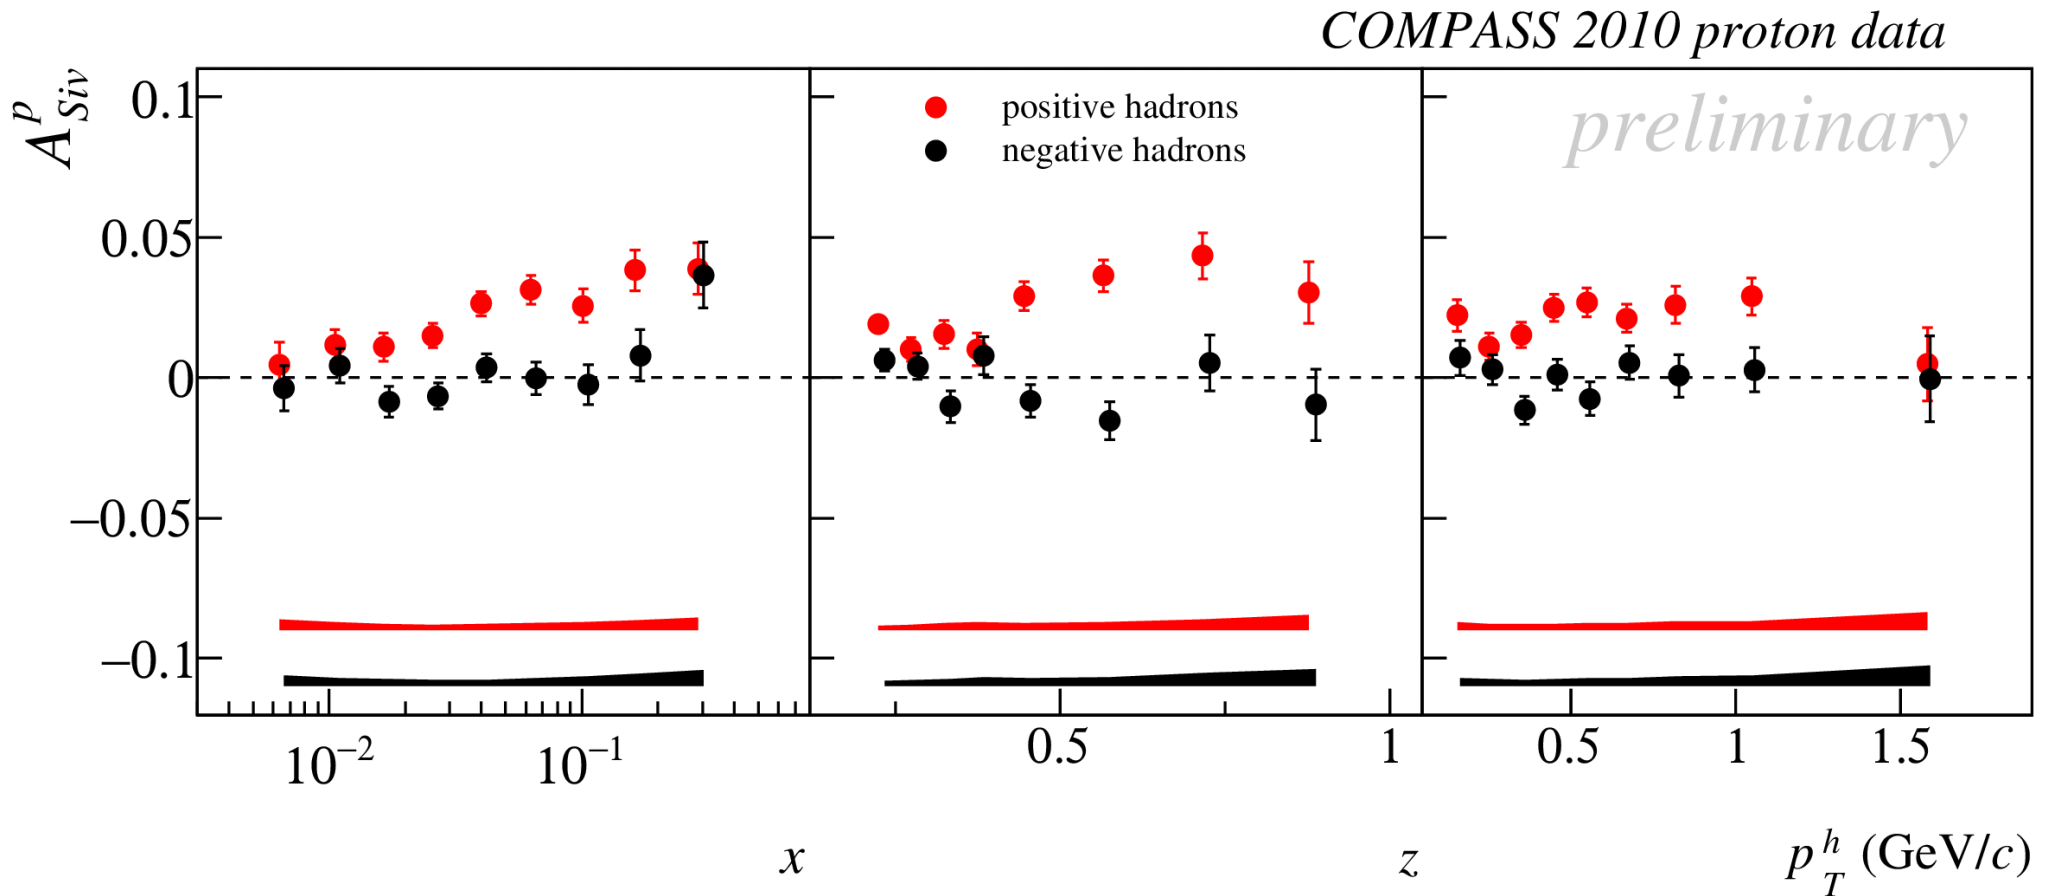 COMPASS 2010 proton data
A^p_Siv
0.1
0.05
0
−0.05
−0.1
positive hadrons
negative hadrons
preliminary
10^−2 10^−1
0.5 1
0.5 1 1.5
x
z
p^h_T (GeV/c)